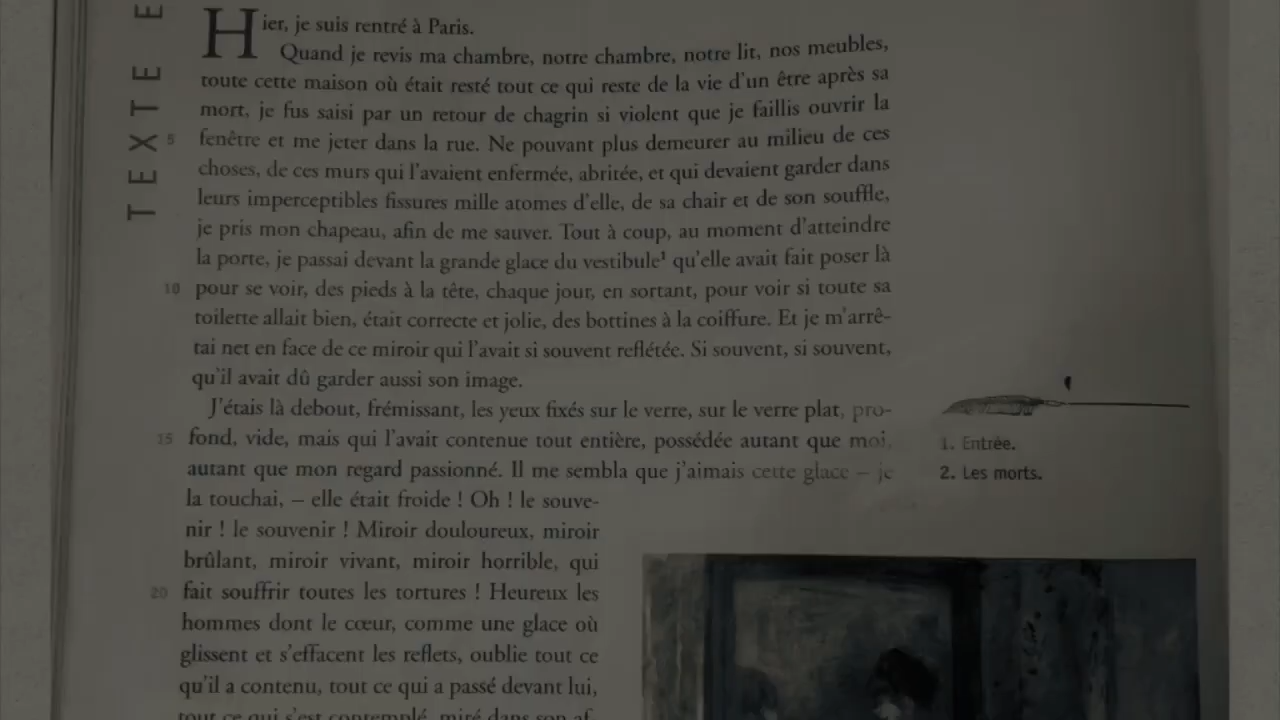 TEXTE E
Hier, je suis rentré à Paris.
Quand je revis ma chambre, notre chambre, notre lit, nos meubles,
toute cette maison où était resté tout ce qui reste de la vie d'un être après sa
mort, je fus saisi par un retour de chagrin si violent que je faillis ouvrir la
5 fenêtre et me jeter dans la rue. Ne pouvant plus demeurer au milieu de ces
choses, de ces murs qui l'avaient enfermée, abritée, et qui devaient garder dans
leurs imperceptibles fissures mille atomes d'elle, de sa chair et de son souffle,
je pris mon chapeau, afin de me sauver. Tout à coup, au moment d'atteindre
la porte, je passai devant la grande glace du vestibule¹ qu'elle avait fait poser là
10 pour se voir, des pieds à la tête, chaque jour, en sortant, pour voir si toute sa
toilette allait bien, était correcte et jolie, des bottines à la coiffure. Et je m'arrê-
tai net en face de ce miroir qui l'avait si souvent reflétée. Si souvent, si souvent,
qu'il avait dû garder aussi son image.
J'étais là debout, frémissant, les yeux fixés sur le verre, sur le verre plat, pro-
15 fond, vide, mais qui l'avait contenue tout entière, possédée autant que moi,
autant que mon regard passionné. Il me sembla que j'aimais cette glace – je
la touchai, – elle était froide ! Oh ! le souve-
nir ! le souvenir ! Miroir douloureux, miroir
brûlant, miroir vivant, miroir horrible, qui
20 fait souffrir toutes les tortures ! Heureux les
hommes dont le cœur, comme une glace où
glissent et s'effacent les reflets, oublie tout ce
qu'il a contenu, tout ce qui a passé devant lui,
tout ce qui s'est contemplé, miré dans son af-
1. Entrée.
2. Les morts.